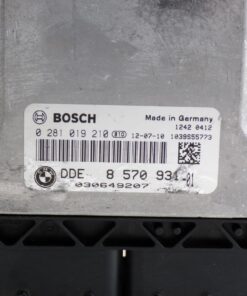 BOSCH
Made in Germany
1242 0412
0 281 019 210 12-07-10 1039S55773
DDE 8 570 934-01
030649207